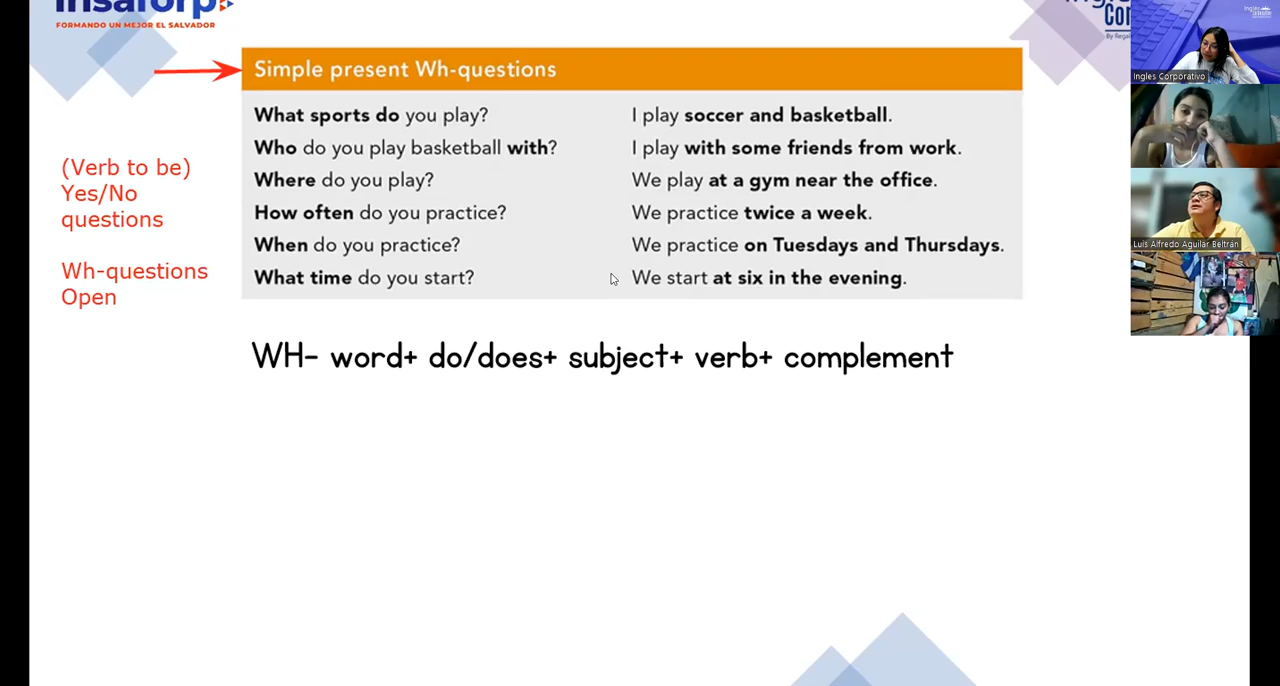 FORMANDO UN MEJOR EL SALVADOR
Simple present Wh-questions
What sports do you play? I play soccer and basketball.
Who do you play basketball with? I play with some friends from work.
Where do you play? We play at a gym near the office.
How often do you practice? We practice twice a week.
When do you practice? We practice on Tuesdays and Thursdays.
What time do you start? We start at six in the evening.
(Verb to be)
Yes/No
questions
Wh-questions
Open
WH- word+ do/does+ subject+ verb+ complement
Ingles Corporativo
Luis Alfredo Aguilar Beltrán